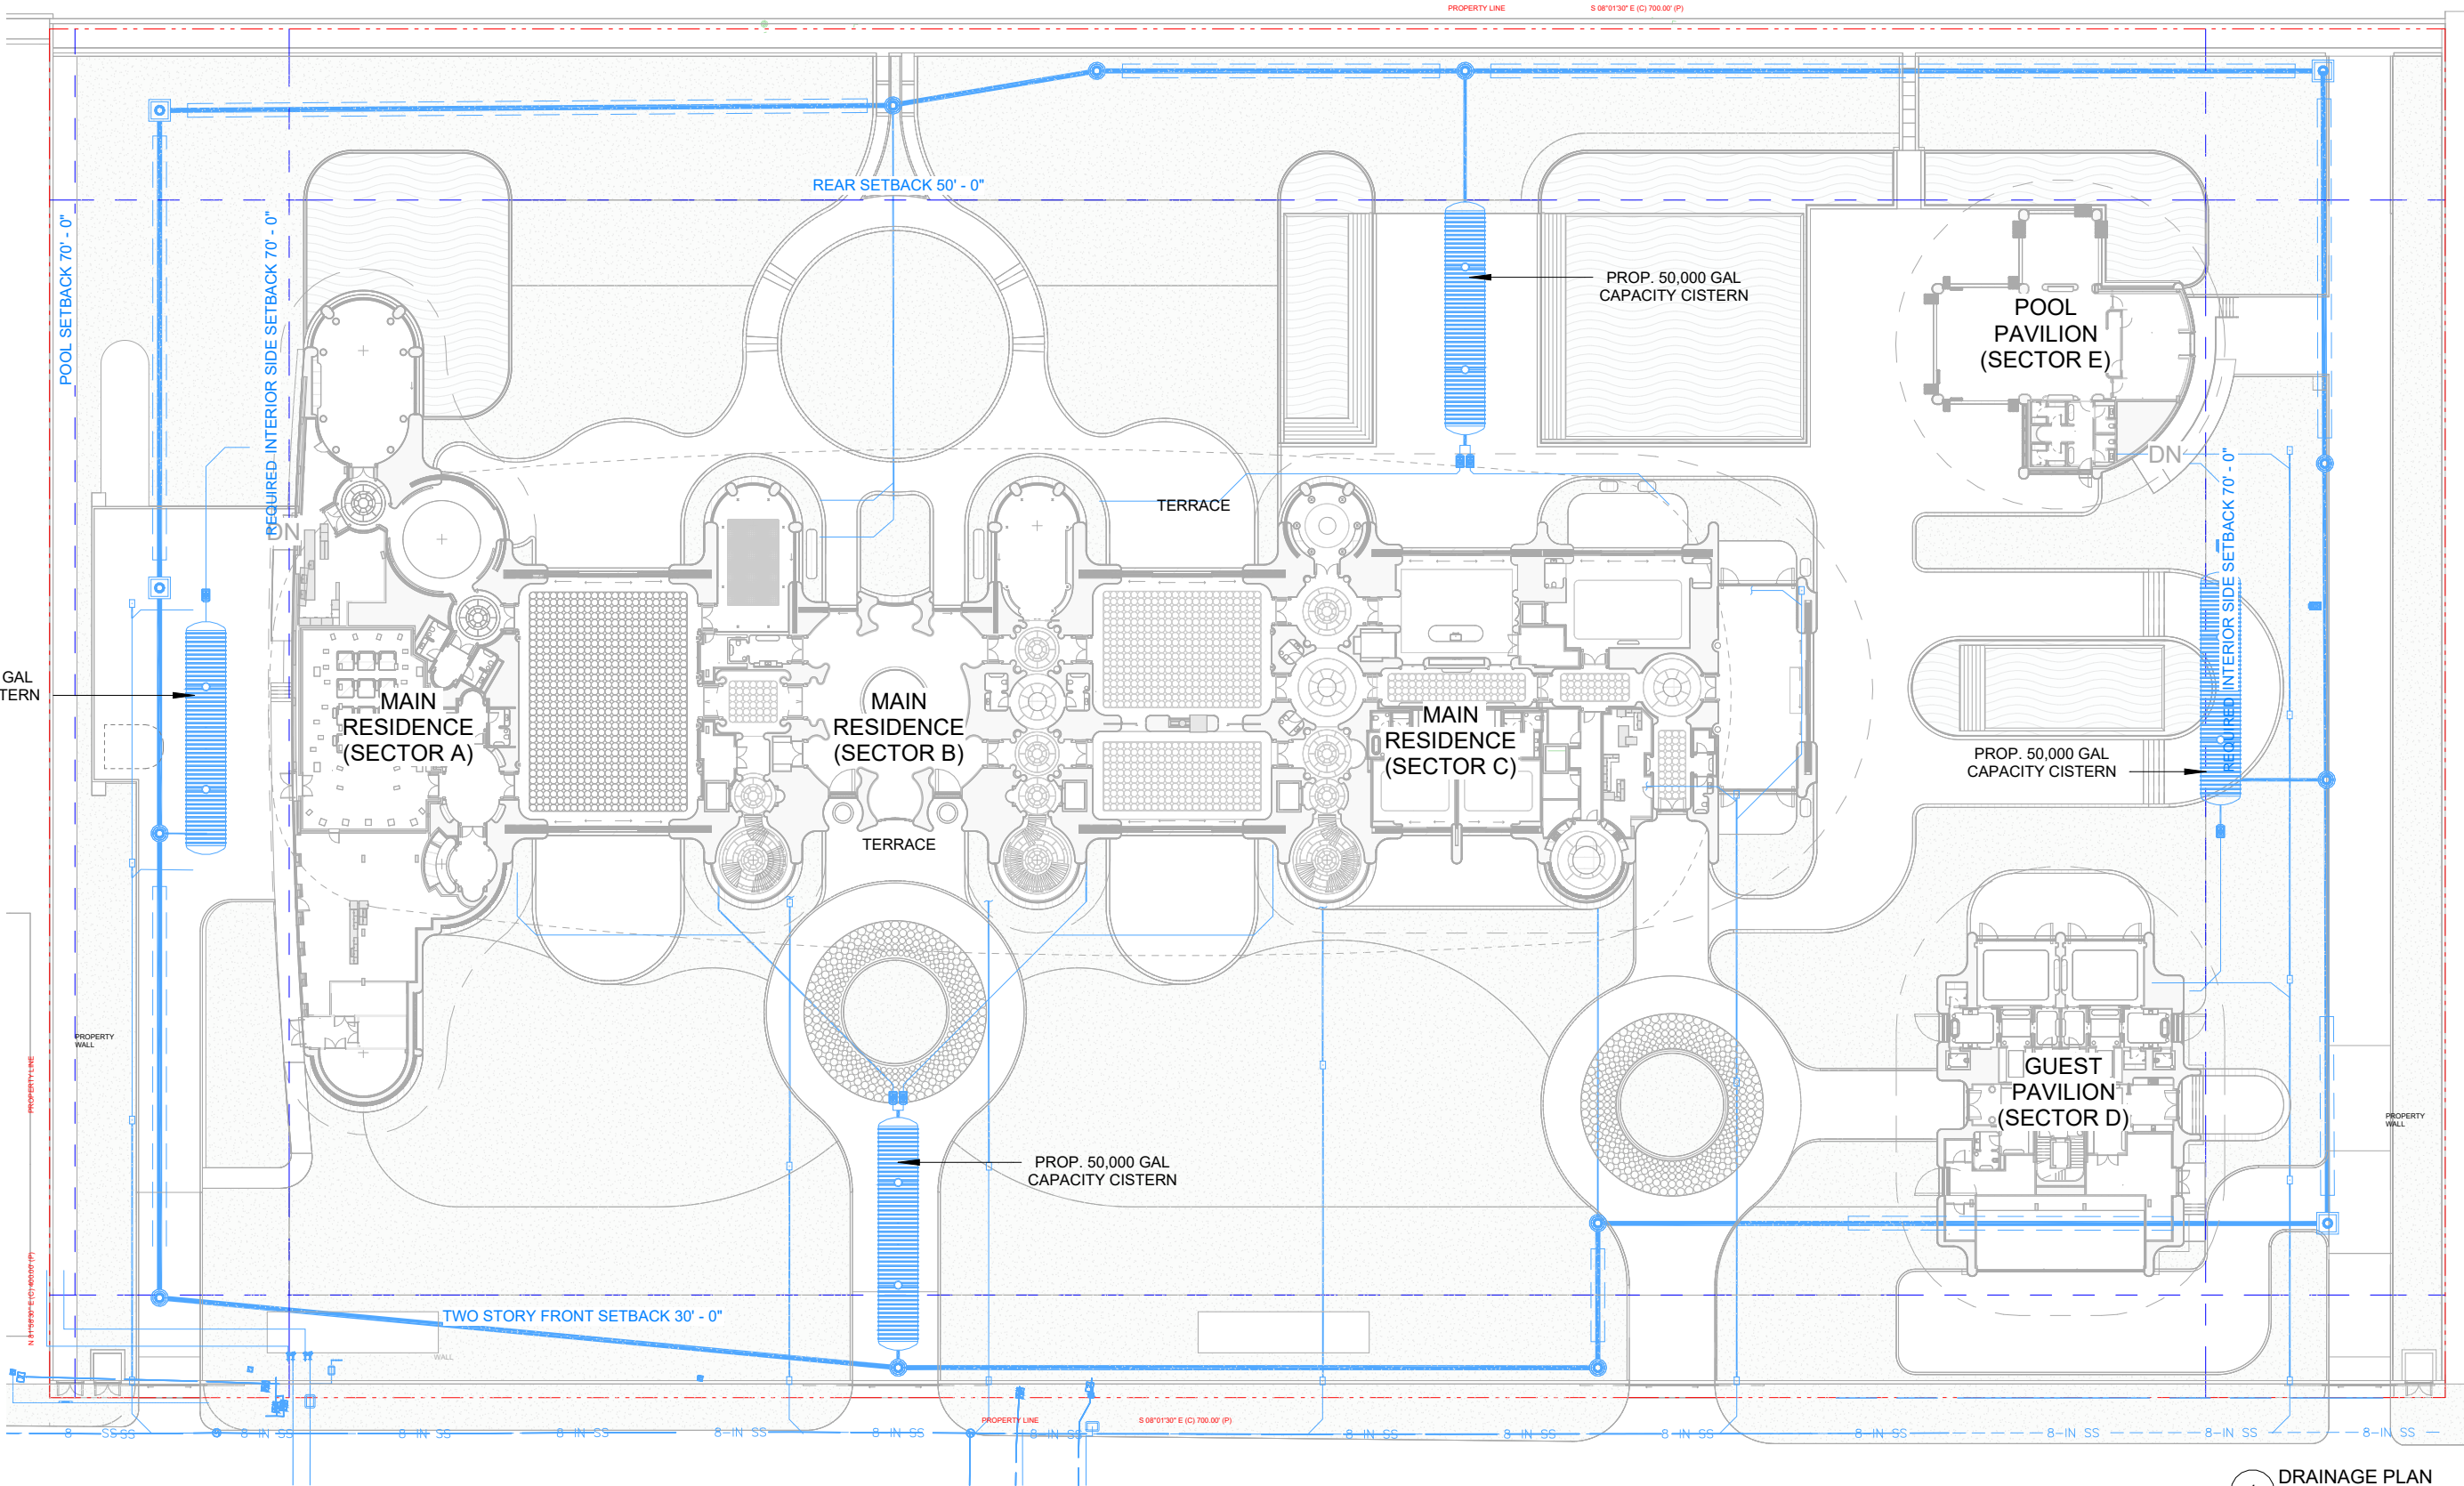 PROPERTY LINE
S 08°01'30" E (C) 700.00' (P)
REAR SETBACK 50' - 0"
POOL SETBACK 70' - 0"
REQUIRED INTERIOR SIDE SETBACK 70' - 0"
PROP. 50,000 GAL
CAPACITY CISTERN
POOL
PAVILION
(SECTOR E)
DN
DN
TERRACE
REQUIRED INTERIOR SIDE SETBACK 70' - 0"
GAL
TERN
MAIN
RESIDENCE
(SECTOR A)
MAIN
RESIDENCE
(SECTOR B)
MAIN
RESIDENCE
(SECTOR C)
PROP. 50,000 GAL
CAPACITY CISTERN
TERRACE
PROPERTY
WALL
PROPERTY LINE
GUEST
PAVILION
(SECTOR D)
PROPERTY
WALL
PROP. 50,000 GAL
CAPACITY CISTERN
TWO STORY FRONT SETBACK 30' - 0"
WALL
PROPERTY LINE
S 08°01'30" E (C) 700.00' (P)
8
SS
SS
8-IN SS
8-IN SS
8-IN SS
8-IN SS
8-IN SS
8-IN SS
8-IN SS
8-IN SS
8-IN SS
8-IN SS
8-IN SS
8-IN SS
8-IN SS
DRAINAGE PLAN